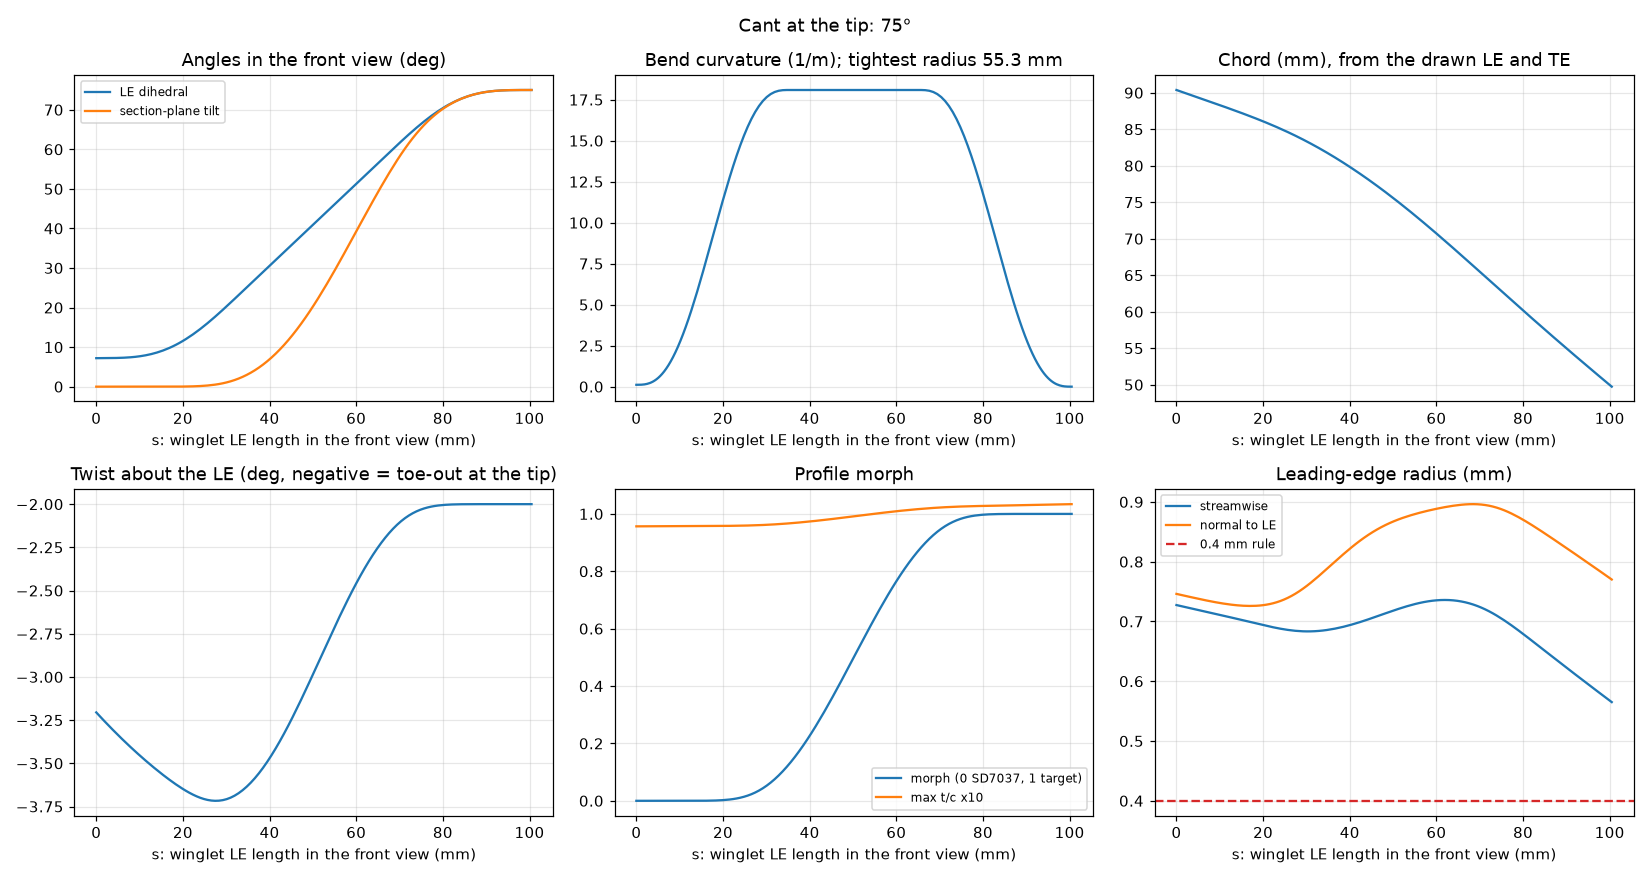 Cant at the tip: 75°
Angles in the front view (deg)
LE dihedral
section-plane tilt
70
60
50
40
30
20
10
0
0 20 40 60 80 100
s: winglet LE length in the front view (mm)
Bend curvature (1/m); tightest radius 55.3 mm
17.5
15.0
12.5
10.0
7.5
5.0
2.5
0.0
0 20 40 60 80 100
s: winglet LE length in the front view (mm)
Chord (mm), from the drawn LE and TE
90
85
80
75
70
65
60
55
50
0 20 40 60 80 100
s: winglet LE length in the front view (mm)
Twist about the LE (deg, negative = toe-out at the tip)
−2.00
−2.25
−2.50
−2.75
−3.00
−3.25
−3.50
−3.75
0 20 40 60 80 100
s: winglet LE length in the front view (mm)
Profile morph
1.0
0.8
0.6
0.4
0.2
0.0
morph (0 SD7037, 1 target)
max t/c x10
0 20 40 60 80 100
s: winglet LE length in the front view (mm)
Leading-edge radius (mm)
streamwise
normal to LE
0.4 mm rule
0.9
0.8
0.7
0.6
0.5
0.4
0 20 40 60 80 100
s: winglet LE length in the front view (mm)